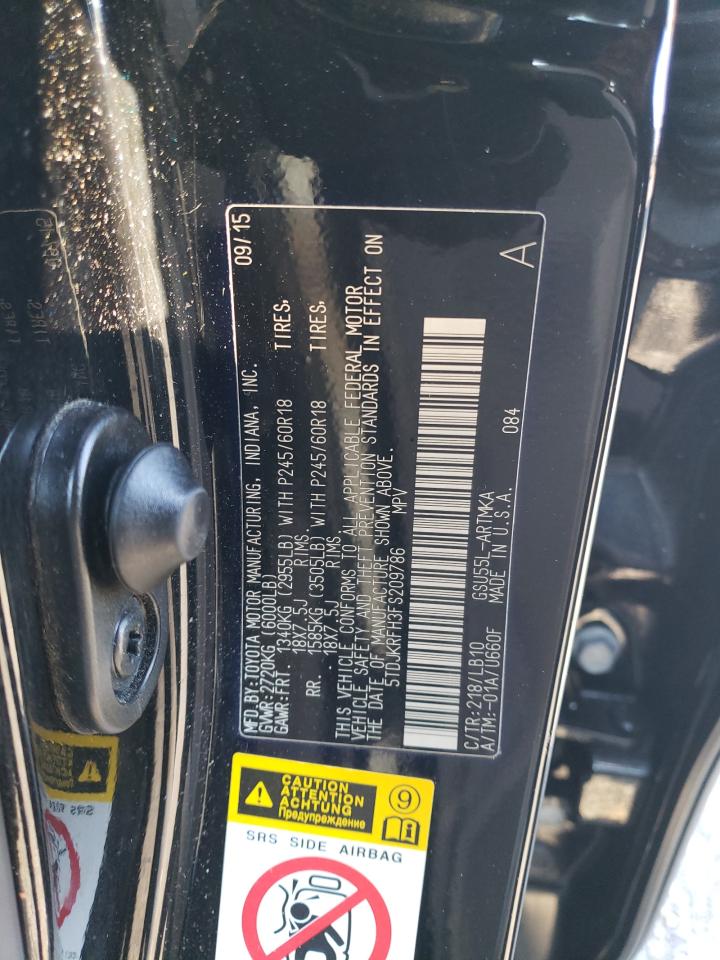 MFD.BY:TOYOTA MOTOR MANUFACTURING, INDIANA, INC. 09/15
GVWR:2720KG (6000LB)
GAWR:FRT. 1340KG (2955LB) WITH P245/60R18 TIRES,
18X7.5J RIMS
RR. 1585KG (3505LB) WITH P245/60R18 TIRES,
18X7.5J RIMS
THIS VEHICLE CONFORMS TO ALL APPLICABLE FEDERAL MOTOR
VEHICLE SAFETY AND THEFT PREVENTION STANDARDS IN EFFECT ON
THE DATE OF MANUFACTURE SHOWN ABOVE.
5TDJKRFH3FS209786 MPV
C/TR:218/LB10 GSU55L-ARTMKA 084
A/TM:-01A/U660F MADE IN U.S.A. A
CAUTION
ATTENTION
ACHTUNG
Предупреждение
9
SRS SIDE AIRBAG